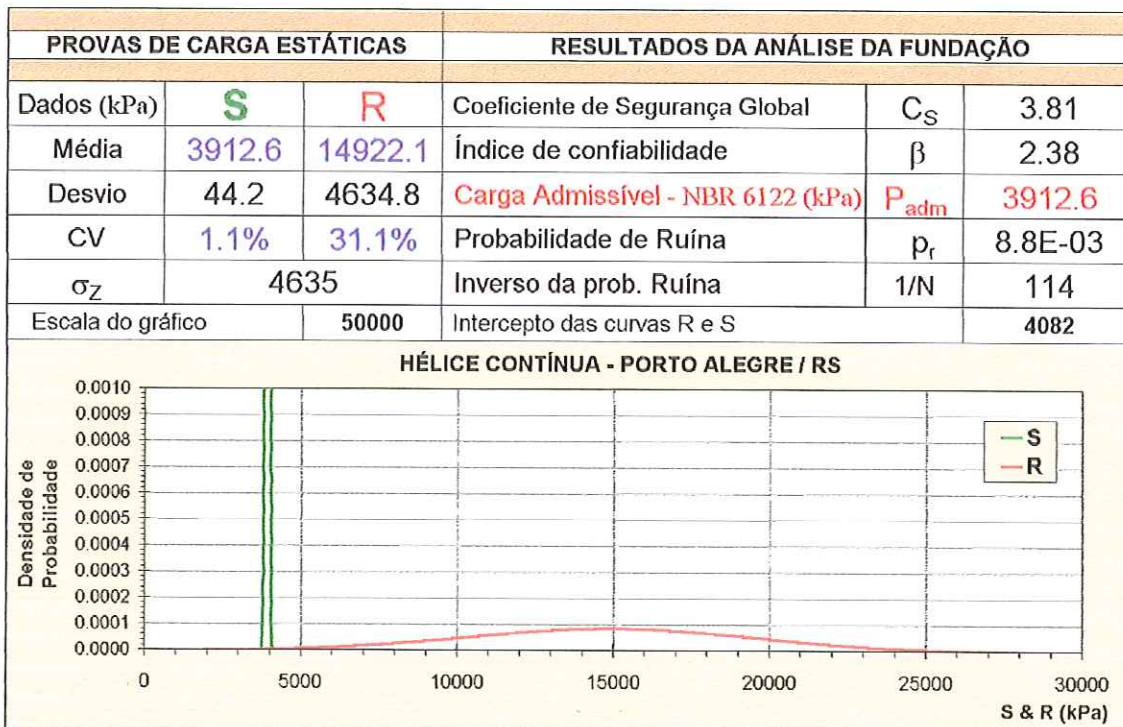 PROVAS DE CARGA ESTÁTICAS RESULTADOS DA ANÁLISE DA FUNDAÇÃO
Dados (kPa) S R Coeficiente de Segurança Global C_S 3.81
Média 3912.6 14922.1 Índice de confiabilidade β 2.38
Desvio 44.2 4634.8 Carga Admissível - NBR 6122 (kPa) P_adm 3912.6
CV 1.1% 31.1% Probabilidade de Ruína p_r 8.8E-03
σ_Z 4635 Inverso da prob. Ruína 1/N 114
Escala do gráfico 50000 Intercepto das curvas R e S 4082
HÉLICE CONTÍNUA - PORTO ALEGRE / RS
Densidade de
Probabilidade
0.0010
0.0009
0.0008
0.0007
0.0006
0.0005
0.0004
0.0003
0.0002
0.0001
0.0000
S
R
0 5000 10000 15000 20000 25000 30000
S & R (kPa)